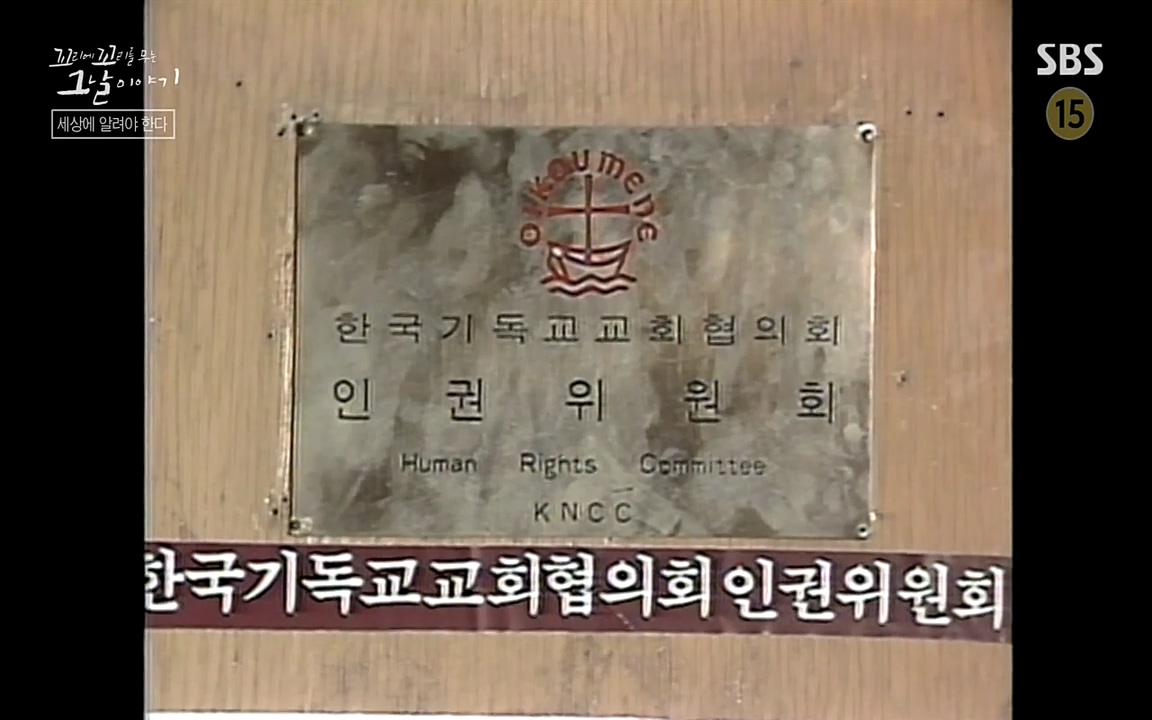 꼬리에 꼬리를 무는
그날 이야기
세상에 알려야 한다
SBS
15
OIKOUMENE
한국기독교교회협의회
인권위원회
Human Rights Committee
KNCC
한국기독교교회협의회 인권위원회